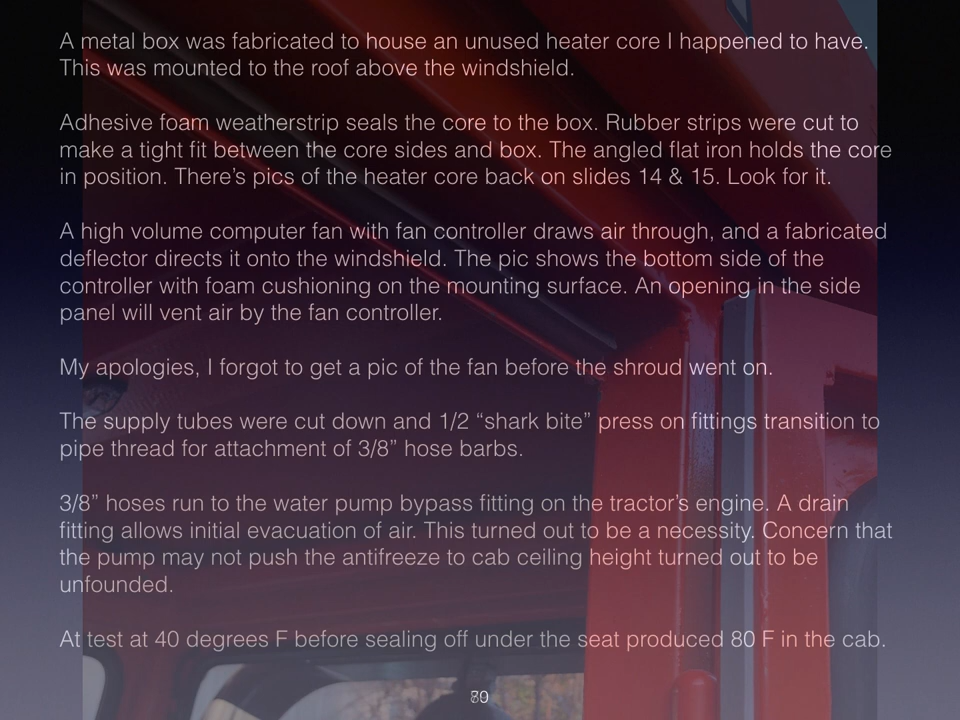 A metal box was fabricated to house an unused heater core I happened to have.
This was mounted to the roof above the windshield.
Adhesive foam weatherstrip seals the core to the box. Rubber strips were cut to
make a tight fit between the core sides and box. The angled flat iron holds the core
in position. There’s pics of the heater core back on slides 14 & 15. Look for it.
A high volume computer fan with fan controller draws air through, and a fabricated
deflector directs it onto the windshield. The pic shows the bottom side of the
controller with foam cushioning on the mounting surface. An opening in the side
panel will vent air by the fan controller.
My apologies, I forgot to get a pic of the fan before the shroud went on.
The supply tubes were cut down and 1/2 “shark bite” press on fittings transition to
pipe thread for attachment of 3/8” hose barbs.
3/8” hoses run to the water pump bypass fitting on the tractor’s engine. A drain
fitting allows initial evacuation of air. This turned out to be a necessity. Concern that
the pump may not push the antifreeze to cab ceiling height turned out to be
unfounded.
At test at 40 degrees F before sealing off under the seat produced 80 F in the cab.